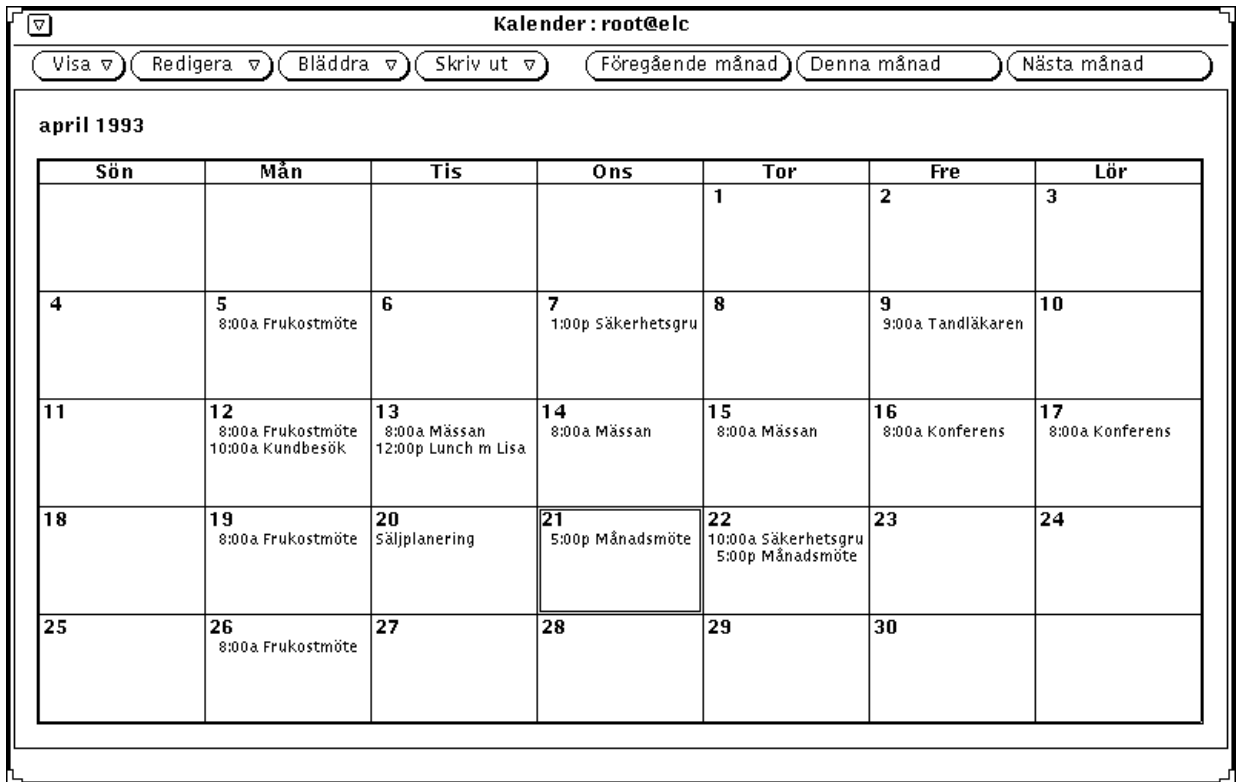 Kalender : root@elc
Visa Redigera Bläddra Skriv ut Föregående månad Denna månad Nästa månad
april 1993
Sön Mån Tis Ons Tor Fre Lör
1 2 3
4 5 6 7 8 9 10
8:00a Frukostmöte 1:00p Säkerhetsgru 9:00a Tandläkaren
11 12 13 14 15 16 17
8:00a Frukostmöte 8:00a Mässan 8:00a Mässan 8:00a Mässan 8:00a Konferens 8:00a Konferens
10:00a Kundbesök 12:00p Lunch m Lisa
18 19 20 21 22 23 24
8:00a Frukostmöte Säljplanering 5:00p Månadsmöte 10:00a Säkerhetsgru
5:00p Månadsmöte
25 26 27 28 29 30
8:00a Frukostmöte